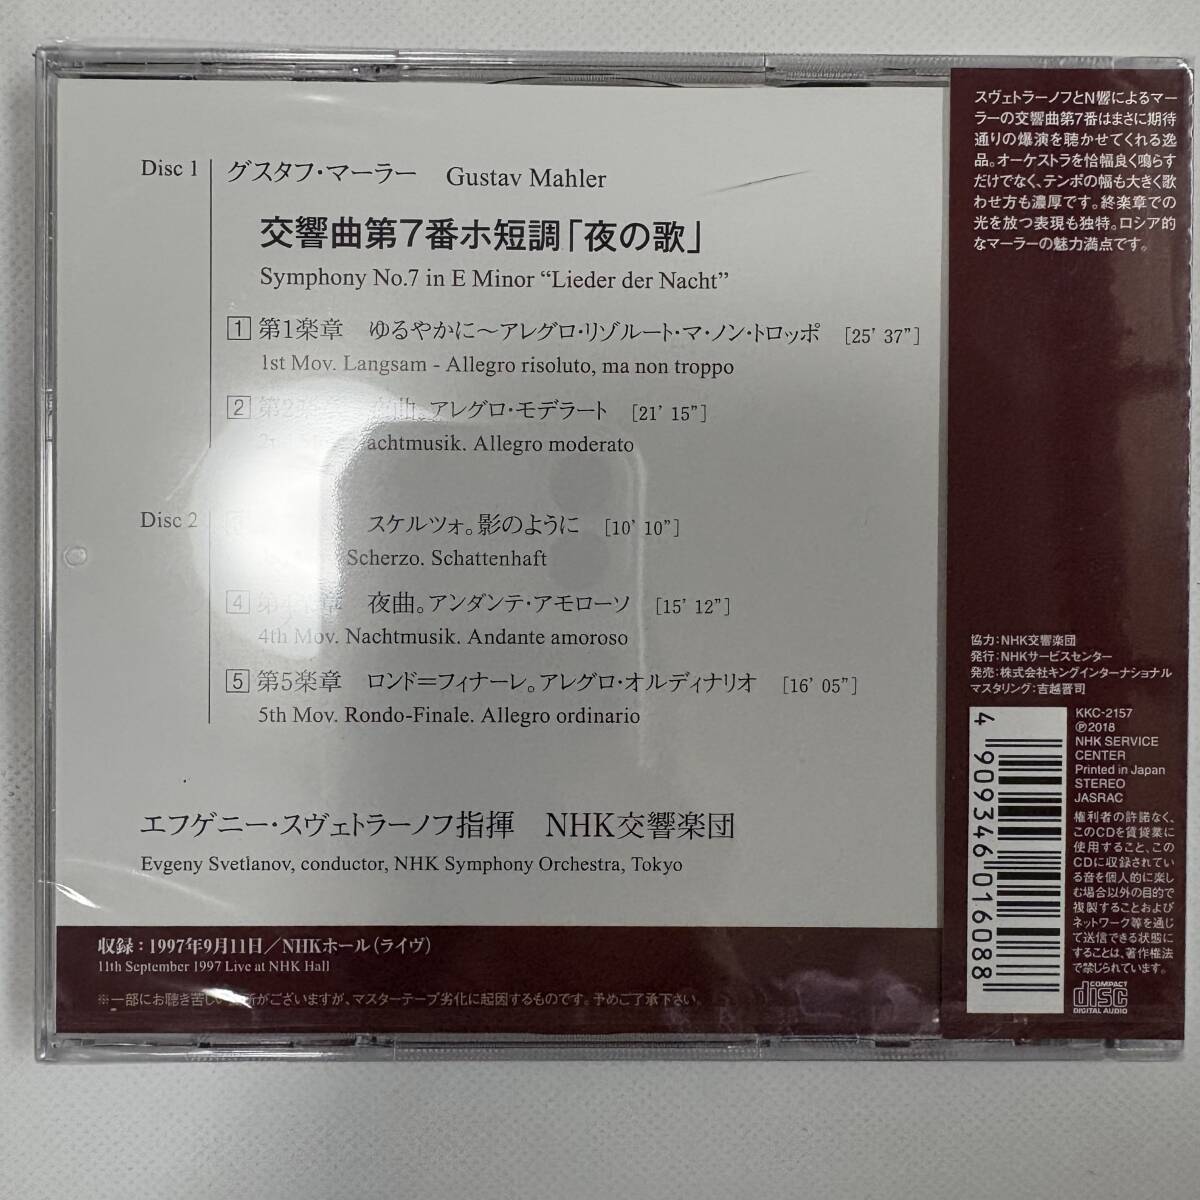 Disc 1
グスタフ・マーラー Gustav Mahler
交響曲第7番ホ短調「夜の歌」
Symphony No.7 in E Minor “Lieder der Nacht”
1 第1楽章 ゆるやかに〜アレグロ・リゾルート・マ・ノン・トロッポ [25’ 37”]
1st Mov. Langsam - Allegro risoluto, ma non troppo
2 第2楽章 夜曲。アレグロ・モデラート [21’ 15”]
Nachtmusik. Allegro moderato
Disc 2
スケルツォ。影のように [10’ 10”]
Scherzo. Schattenhaft
4 第4楽章 夜曲。アンダンテ・アモローソ [15’ 12”]
4th Mov. Nachtmusik. Andante amoroso
5 第5楽章 ロンド=フィナーレ。アレグロ・オルディナリオ [16’ 05”]
5th Mov. Rondo-Finale. Allegro ordinario
エフゲニー・スヴェトラーノフ指揮 NHK交響楽団
Evgeny Svetlanov, conductor, NHK Symphony Orchestra, Tokyo
収録：1997年9月11日／NHKホール（ライヴ）
11th September 1997 Live at NHK Hall
※一部にお聴き苦しい箇所がございますが、マスターテープ劣化に起因するものです。予めご了承下さい。
スヴェトラーノフとN響によるマー
ラーの交響曲第7番はまさに期待
通りの爆演を聴かせてくれる逸
品。オーケストラを恰幅良く鳴らす
だけでなく、テンポの幅も大きく歌
わせ方も濃厚です。終楽章での
光を放つ表現も独特。ロシア的
なマーラーの魅力満点です。
協力：NHK交響楽団
発行：NHKサービスセンター
発売：株式会社キングインターナショナル
マスタリング：吉越晋司
4 909346 016088
KKC-2157
Ⓟ2018
NHK SERVICE
CENTER
Printed in Japan
STEREO
JASRAC
権利者の許諾なく、
このCDを賃貸業に
使用すること、この
CDに収録されてい
る音を個人的に楽し
む場合以外の目的で
複製することおよび
ネットワーク等を通じ
て送信できる状態に
することは、著作権法
で禁じられています。
COMPACT
disc
DIGITAL AUDIO